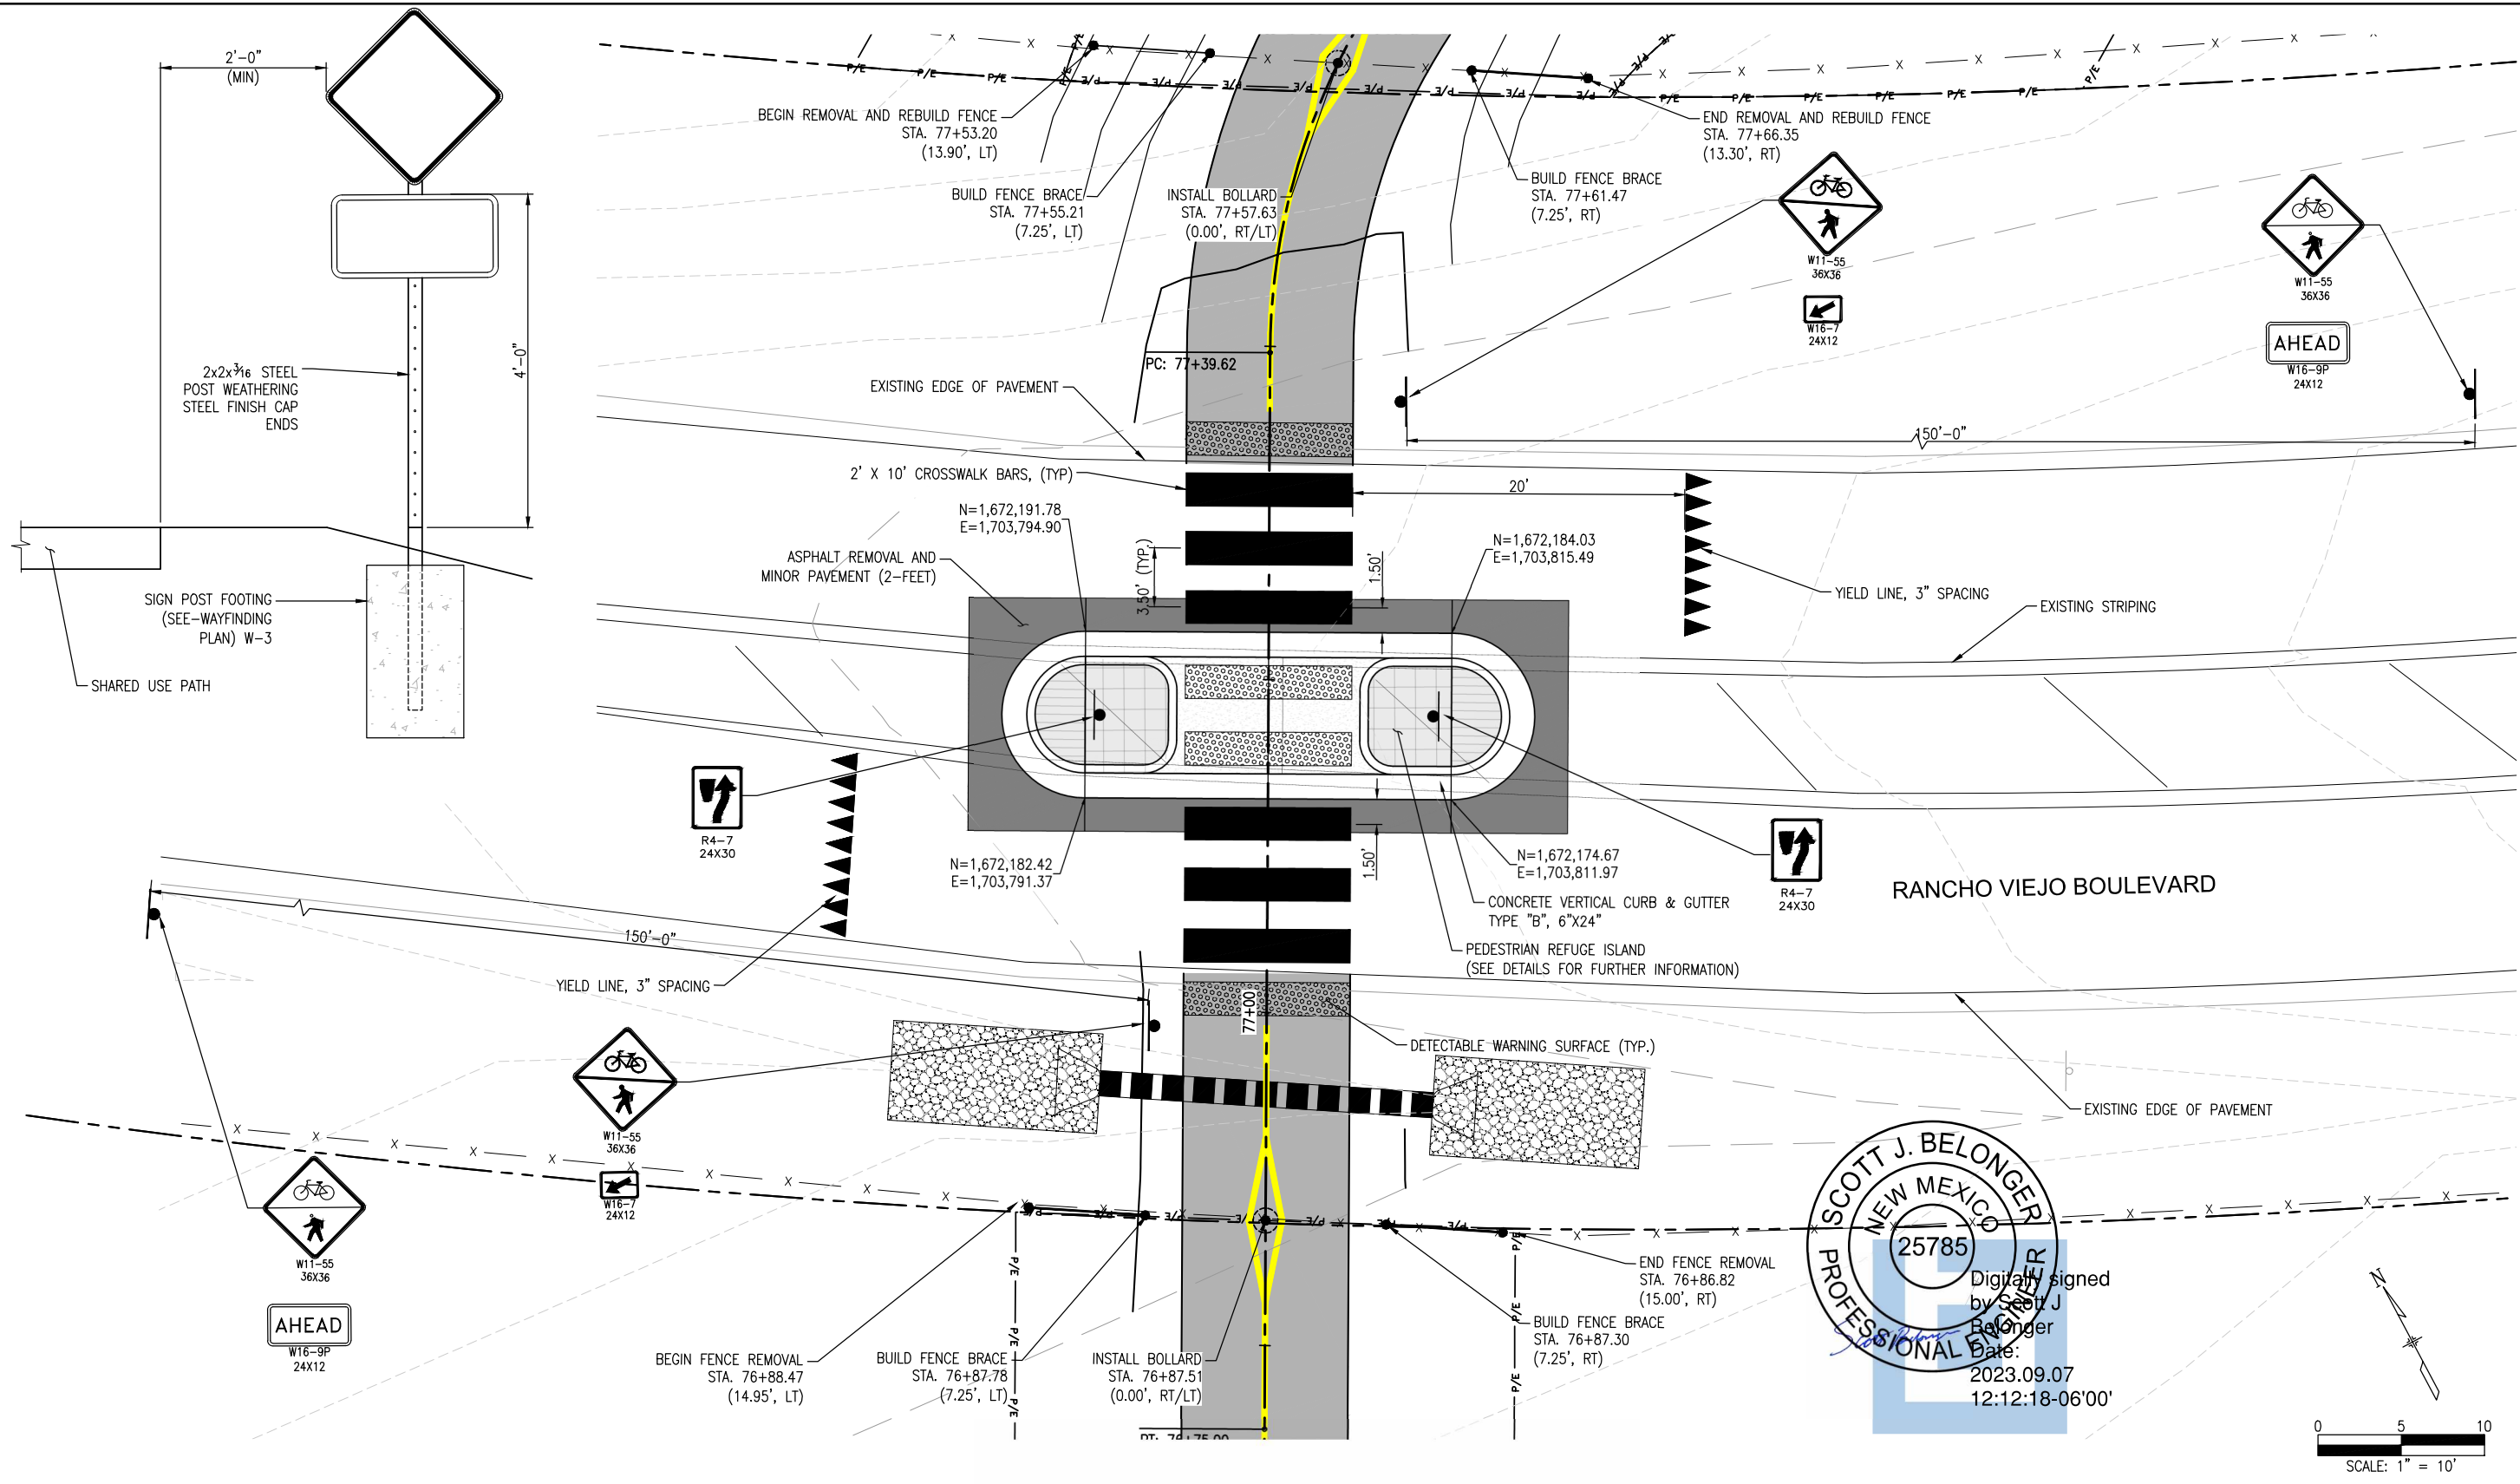 2'-0"
(MIN)
4'-0"
2x2x3/16 STEEL
POST WEATHERING
STEEL FINISH CAP
ENDS
SIGN POST FOOTING
(SEE-WAYFINDING
PLAN) W-3
SHARED USE PATH
BEGIN REMOVAL AND REBUILD FENCE
STA. 77+53.20
(13.90', LT)
BUILD FENCE BRACE
STA. 77+55.21
(7.25', LT)
INSTALL BOLLARD
STA. 77+57.63
(0.00', RT/LT)
END REMOVAL AND REBUILD FENCE
STA. 77+66.35
(13.30', RT)
BUILD FENCE BRACE
STA. 77+61.47
(7.25', RT)
W11-55
36X36
W16-7
24X12
W11-55
36X36
AHEAD
W16-9P
24X12
PC: 77+39.62
EXISTING EDGE OF PAVEMENT
150'-0"
2' X 10' CROSSWALK BARS, (TYP)
20'
N=1,672,191.78
E=1,703,794.90
N=1,672,184.03
E=1,703,815.49
ASPHALT REMOVAL AND
MINOR PAVEMENT (2-FEET)
3.50' (TYP.)
1.50'
YIELD LINE, 3" SPACING
EXISTING STRIPING
R4-7
24X30
N=1,672,182.42
E=1,703,791.37
1.50'
N=1,672,174.67
E=1,703,811.97
R4-7
24X30
RANCHO VIEJO BOULEVARD
CONCRETE VERTICAL CURB & GUTTER
TYPE "B", 6"X24"
PEDESTRIAN REFUGE ISLAND
(SEE DETAILS FOR FURTHER INFORMATION)
150'-0"
YIELD LINE, 3" SPACING
77+00
DETECTABLE WARNING SURFACE (TYP.)
EXISTING EDGE OF PAVEMENT
W11-55
36X36
W16-7
24X12
W11-55
36X36
AHEAD
W16-9P
24X12
BEGIN FENCE REMOVAL
STA. 76+88.47
(14.95', LT)
BUILD FENCE BRACE
STA. 76+87.78
(7.25', LT)
INSTALL BOLLARD
STA. 76+87.51
(0.00', RT/LT)
END FENCE REMOVAL
STA. 76+86.82
(15.00', RT)
BUILD FENCE BRACE
STA. 76+87.30
(7.25', RT)
P/E
SCOTT J. BELONGER
NEW MEXICO
25785
PROFESSIONAL ENGINEER
Digitally signed
by Scott J
Belonger
Date:
2023.09.07
12:12:18-06'00'
N
0 5 10
SCALE: 1" = 10'